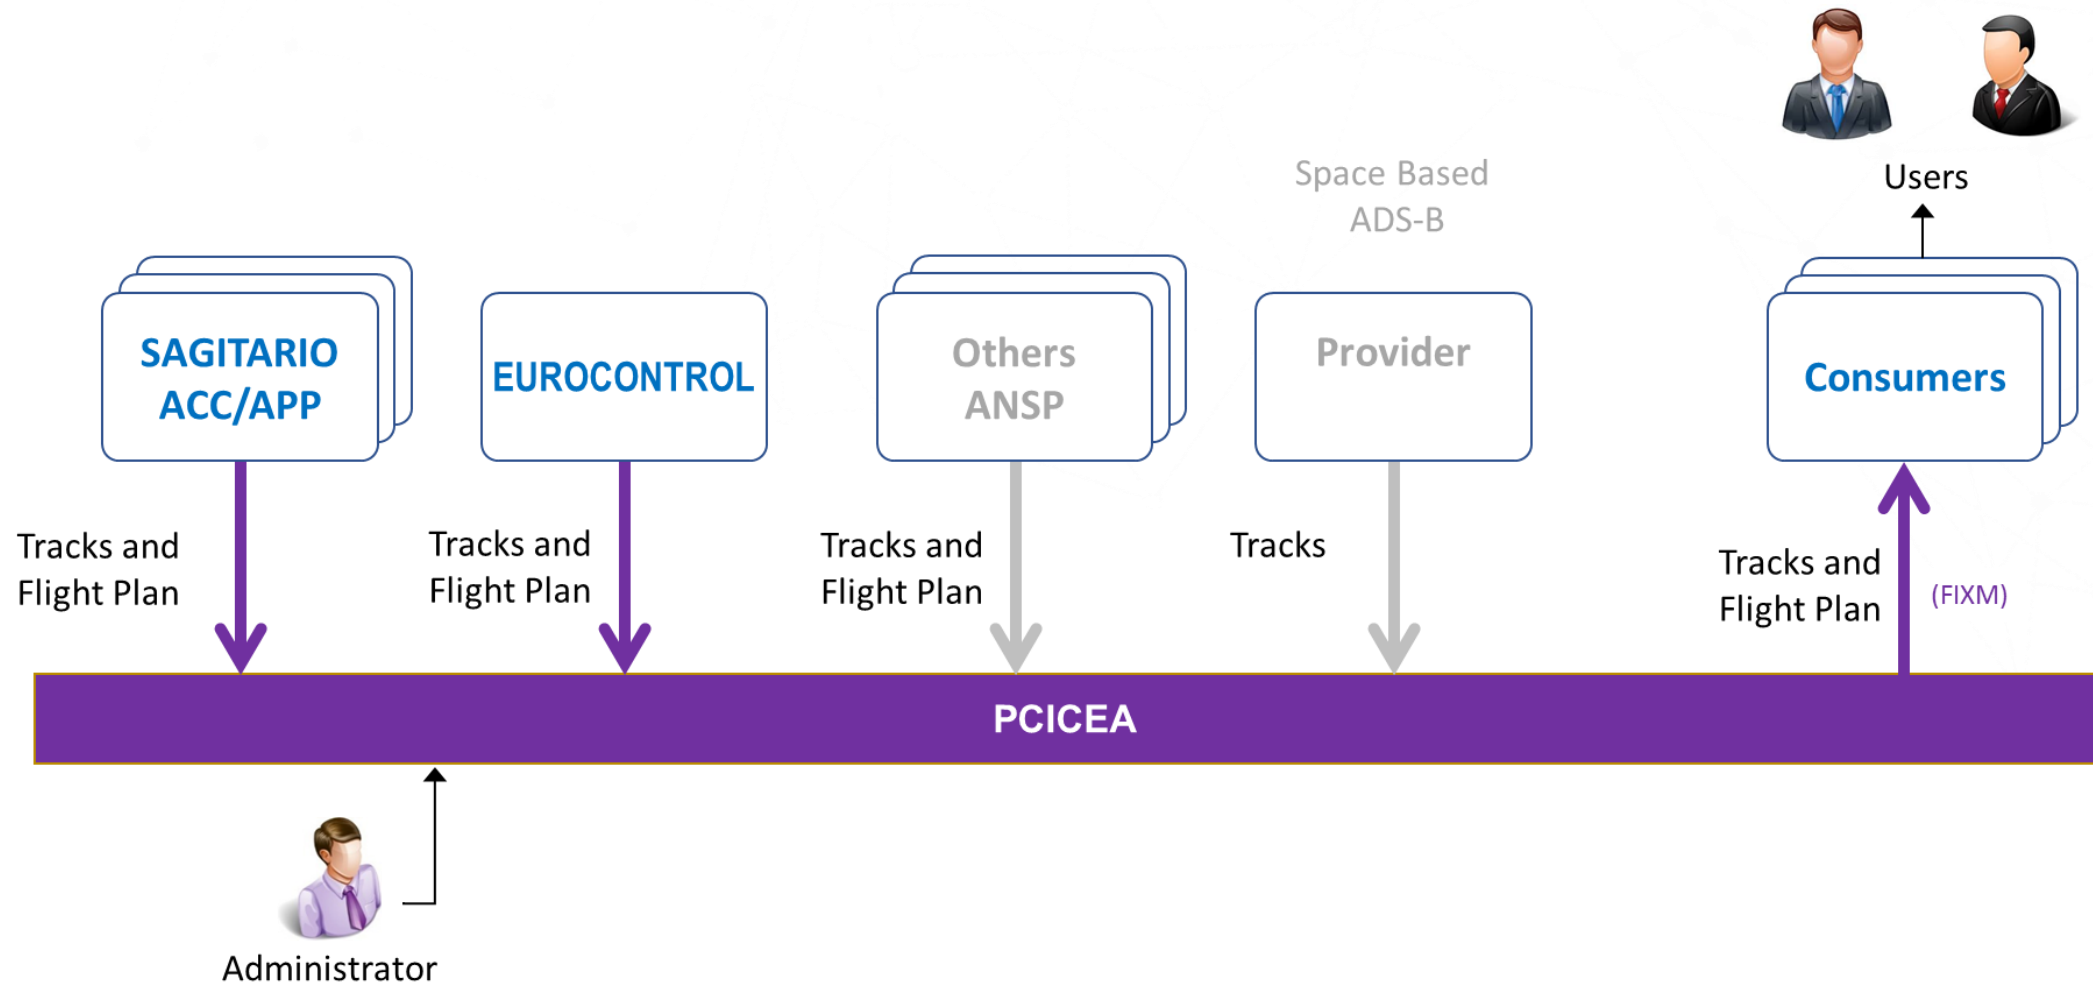 Users
Space Based
ADS-B
SAGITARIO
ACC/APP
EUROCONTROL
Others
ANSP
Provider
Consumers
Tracks and
Flight Plan
Tracks and
Flight Plan
Tracks and
Flight Plan
Tracks
Tracks and
Flight Plan
(FIXM)
PCICEA
Administrator